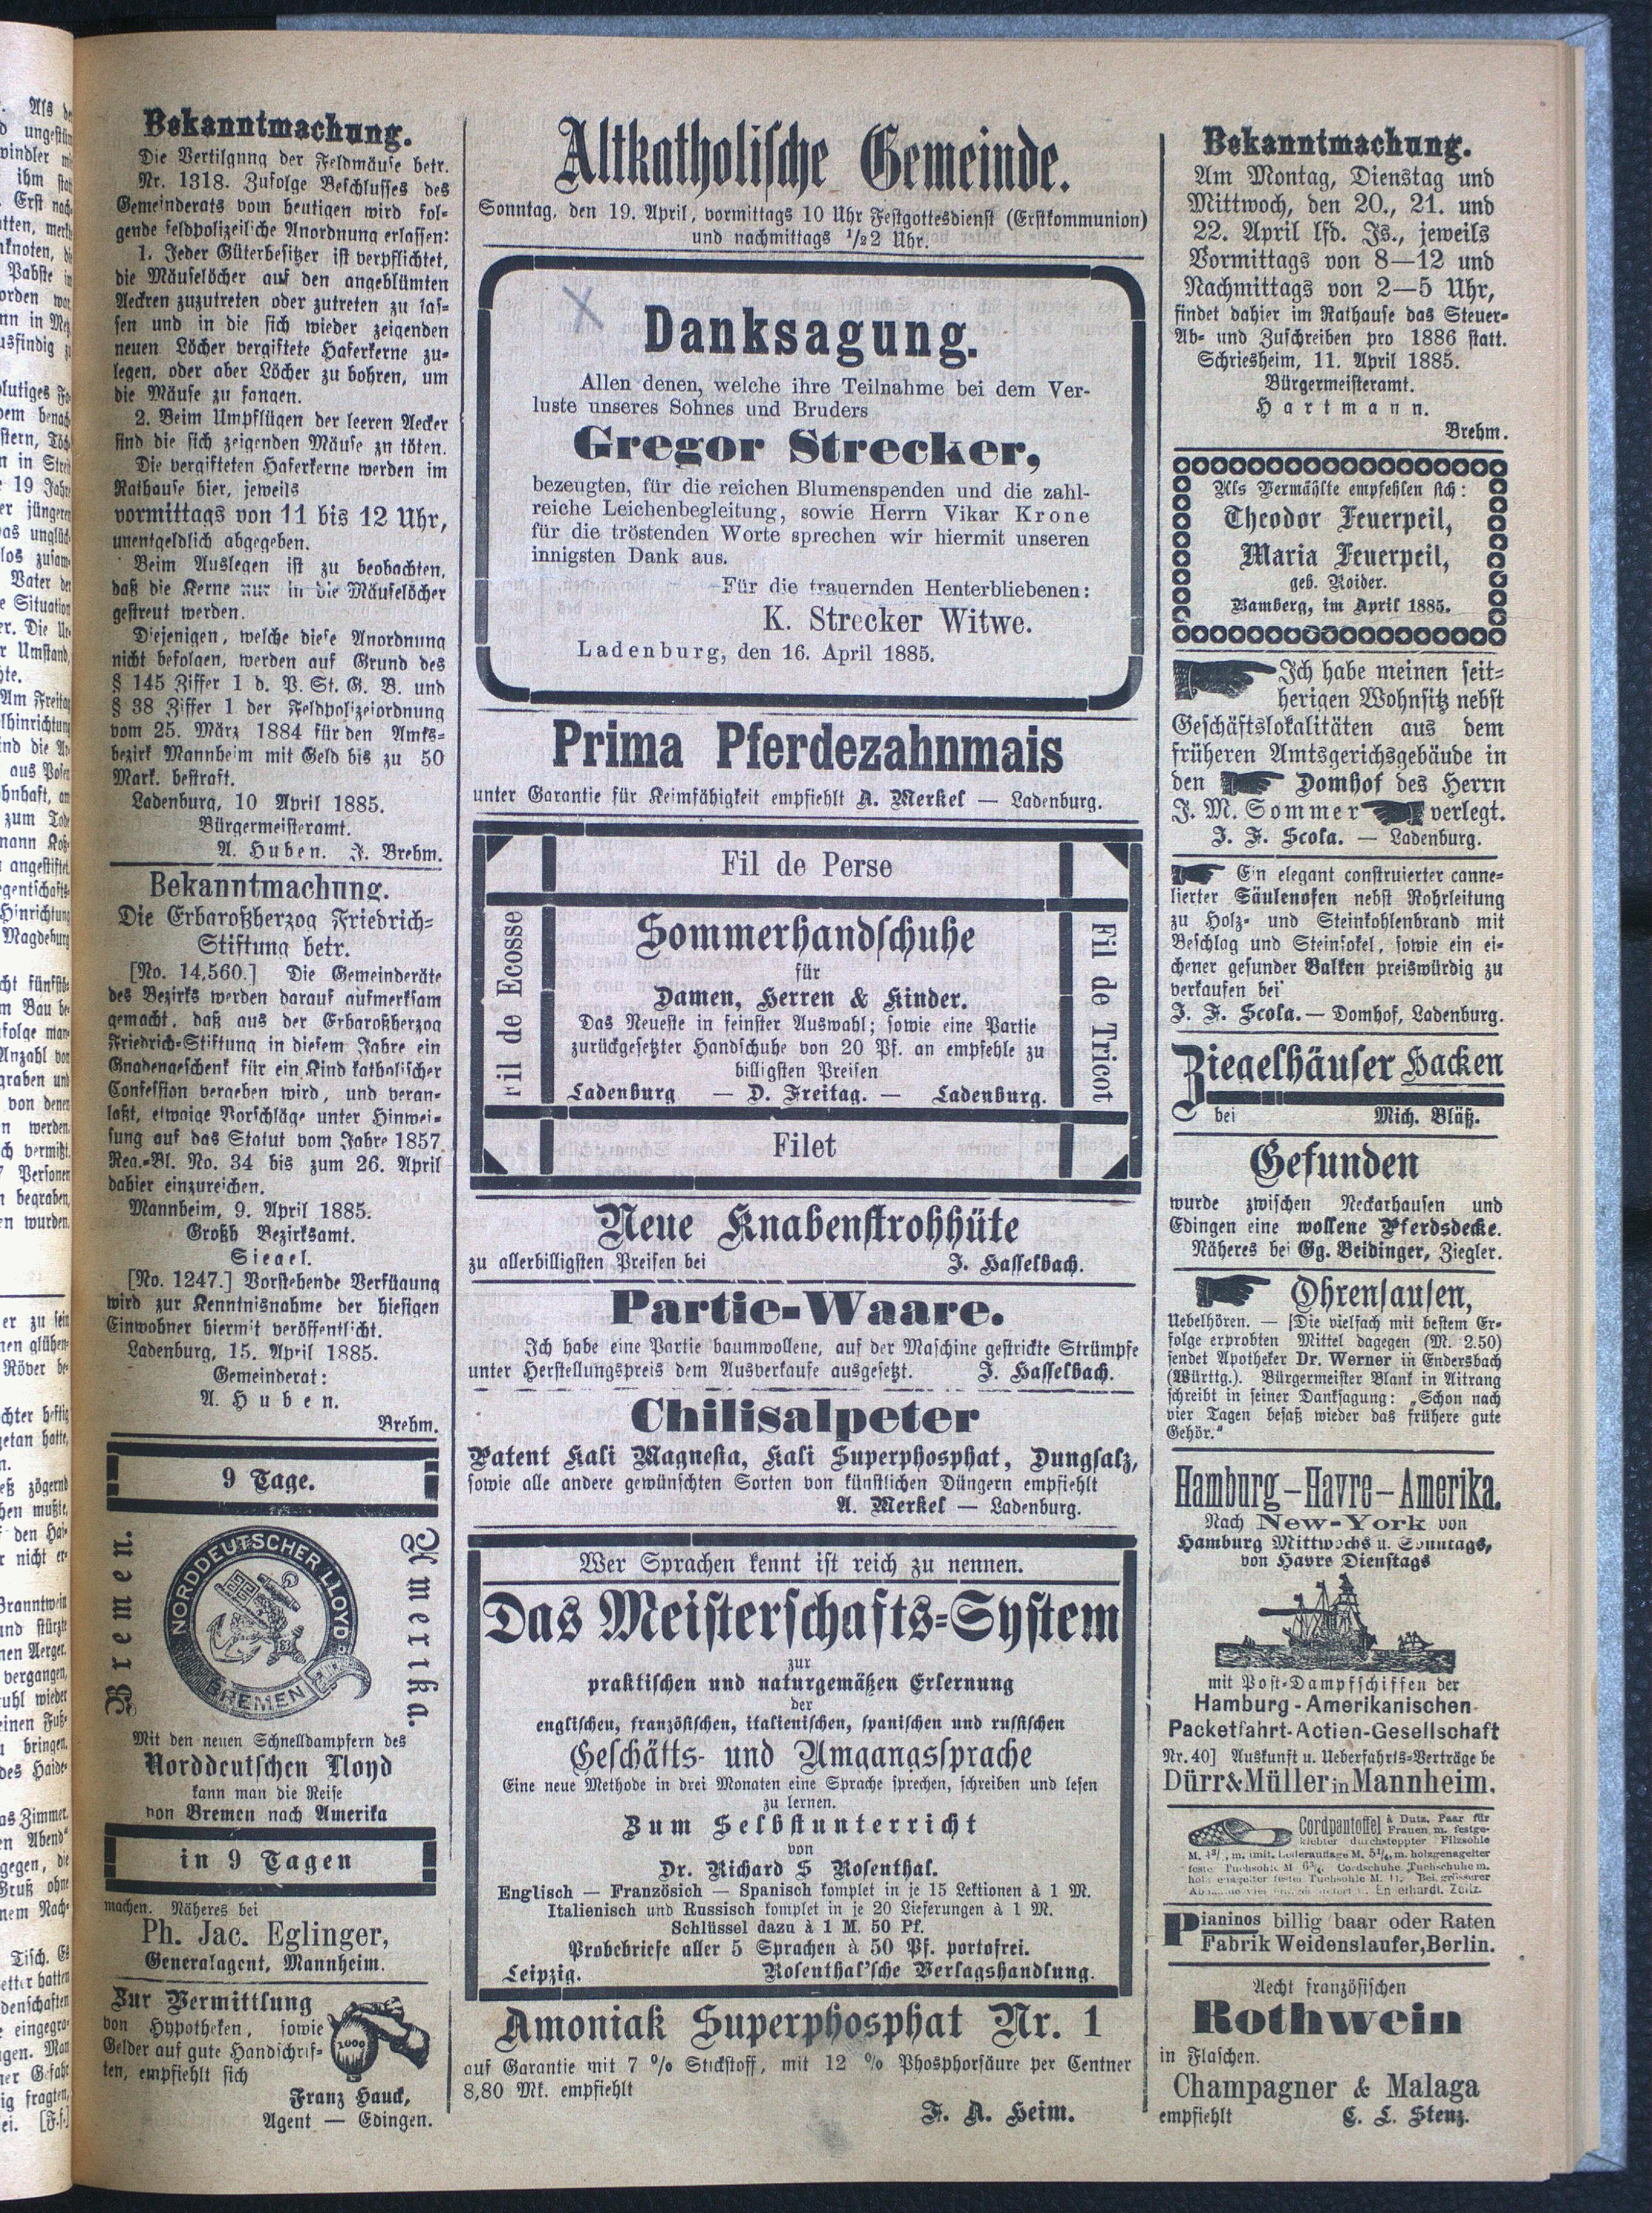 Bekanntmachung.
Die Vertilgnng der Feldmäuse betr.
Nr. 1318. Zufolge Beschlusses des
Gemeinderats vom heutigen wird fol-
gende feldpolizeiliche Anordnung erlassen:
1. Jeder Güterbesitzer ist verpflichtet,
die Mäuselöcher auf den angeblümten
Aeckren zuzutreten oder zutreten zu las-
sen und in die sich wieder zeigenden
neuen Löcher vergiftete Haferkerne zu-
legen, oder aber Löcher zu bohren, um
die Mäuse zu fangen.
2. Beim Umpflügen der leeren Aecker
sind die sich zeigenden Mäuse zn töten.
Die vergifteten Haferkerne werden im
Rathause hier, jeweils
vormittags von 11 bis 12 Uhr,
unentgeldlich abgegeben.
Beim Auslegen ist zu beobachten,
daß die Kerne nur in die Mäuselöcher
gestreut werden.
Diejenigen, welche diese Anordnung
nicht befolgen, werden auf Grund des
§ 145 Ziffer 1 d. P. St. G. B. und
§ 38 Ziffer 1 der Feldpolizeiordnung
vom 25. März 1884 für den Amts-
bezirk Mannheim mit Geld bis zu 50
Mark. bestraft.
Ladenburg, 10 April 1885.
Bürgermeisteramt.
A. Huben. J. Brehm.
Bekanntmachung.
Die Erbgroßherzog Friedrich-
Stiftung betr.
[No. 14,560.] Die Gemeinderäte
des Bezirks werden darauf aufmerksam
gemacht, daß aus der Erbgroßherzog
Friedrich-Stiftung in diesem Jahre ein
Gnadengeschenk für ein Kind katholischer
Confession vergeben wird, und veran-
laßt, etwaige Vorschläge unter Hinwei-
sung auf das Statut vom Jahre 1857
Reg.-Bl. No. 34 bis zum 26. April
dahier einzureichen.
Mannheim, 9. April 1885.
Großh Bezirksamt.
Siegel.
[No. 1247.] Vorstehende Verfügung
wird zur Kenntnisnahme der hiesigen
Einwohner hiermit veröffentlicht.
Ladenburg, 15. April 1885.
Gemeinderat:
A. Huben.
Brehm.
9 Tage.
Bremen.
NORDDEUTSCHER LLOYD
BREMEN
Amerika.
Mit den neuen Schnelldampfern des
Norddeutschen Lloyd
kann man die Reise
von Bremen nach Amerika
in 9 Tagen
machen. Näheres bei
Ph. Jac. Eglinger,
Generalagent, Mannheim.
Zur Vermittlung
von Hypotheken, sowie
Gelder auf gute Handschrif-
ten, empfiehlt sich
1000
Franz Hauck,
Agent — Edingen.
Altkatholische Gemeinde.
Sonntag, den 19. April, vormittags 10 Uhr Festgottesdienst (Erstkommunion)
und nachmittags ½2 Uhr.
Danksagung.
Allen denen, welche ihre Teilnahme bei dem Ver-
luste unseres Sohnes und Bruders
Gregor Strecker,
bezeugten, für die reichen Blumenspenden und die zahl-
reiche Leichenbegleitung, sowie Herrn Vikar Krone
für die tröstenden Worte sprechen wir hiermit unseren
innigsten Dank aus.
Für die trauernden Henterbliebenen:
K. Strecker Witwe.
Ladenburg, den 16. April 1885.
Prima Pferdezahnmais
unter Garantie für Keimfähigkeit empfiehlt A. Merkel — Ladenburg.
Fil de Perse
Fil de Ecosse
Sommerhandschuhe
für
Damen, Herren & Kinder.
Das Neueste in feinster Auswahl; sowie eine Partie
zurückgesetzter Handschuhe von 20 Pf. an empfehle zu
billigsten Preisen
Ladenburg — D. Freitag. — Ladenburg.
Fil de Tricot
Filet
Neue Knabenstrohhüte
zu allerbilligsten Preisen bei J. Hasselbach.
Partie-Waare.
Ich habe eine Partie baumwollene, auf der Maschine gestrickte Strümpfe
unter Herstellungspreis dem Ausverkaufe ausgesetzt. J. Hasselbach.
Chilisalpeter
Patent Kali Magnesia, Kali Superphosphat, Dungsalz,
sowie alle andere gewünschten Sorten von künstlichen Düngern empfiehlt
A. Merkel — Ladenburg.
Wer Sprachen kennt ist reich zu nennen.
Das Meisterschafts-System
zur
praktischen und naturgemäßen Erlernung
der
englischen, französischen, italienischen, spanischen und russischen
Geschäfts- und Umgangssprache
Eine neue Methode in drei Monaten eine Sprache sprechen, schreiben und lesen
zu lernen.
Zum Selbstunterricht
von
Dr. Richard S Rosenthal.
Englisch — Französich — Spanisch komplet in je 15 Lektionen à 1 M.
Italienisch und Russisch komplet in je 20 Lieferungen à 1 M.
Schlüssel dazu à 1 M. 50 Pf.
Probebriefe aller 5 Sprachen à 50 Pf. portofrei.
Leipzig. Rosenthal'sche Verlagshandlung.
Amoniak Superphosphat Nr. 1
auf Garantie mit 7 % Stickstoff, mit 12 % Phosphorsäure per Centner
8,80 Mk. empfiehlt
F. A. Heim.
Bekanntmachung.
Am Montag, Dienstag und
Mittwoch, den 20., 21. und
22. April lfd. Js., jeweils
Vormittags von 8—12 und
Nachmittags von 2—5 Uhr,
findet dahier im Rathause das Steuer-
Ab- und Zuschreiben pro 1886 statt.
Schriesheim, 11. April 1885.
Bürgermeisteramt.
Hartmann.
Brehm.
Als Vermählte empfehlen sich:
Theodor Feuerpeil,
Maria Feuerpeil,
geb. Roider.
Bamberg, im April 1885.
Ich habe meinen seit-
herigen Wohnsitz nebst
Geschäftslokalitäten aus dem
früheren Amtsgerichsgebäude in
den Domhof des Herrn
J. M. Sommer verlegt.
J. F. Scola. — Ladenburg.
Ein elegant construierter canne-
lierter Säulenofen nebst Rohrleitung
zu Holz- und Steinkohlenbrand mit
Beschlag und Steinsokel, sowie ein ei-
chener gesunder Balken preiswürdig zu
verkaufen bei
J. F. Scola. — Domhof, Ladenburg.
Ziegelhäuser Hacken
bei Mich. Bläß.
Gefunden
wurde zwischen Neckarhausen und
Edingen eine wollene Pferdsdecke.
Näheres bei Gg. Beidinger, Ziegler.
Ohrensausen,
Uebelhören. — Die vielfach mit bestem Er-
folge erprobten Mittel dagegen (M. 2.50)
sendet Apotheker Dr. Werner in Endersbach
(Württg.). Bürgermeister Blank in Aitrang
schreibt in seiner Danksagung: „Schon nach
vier Tagen besaß wieder das frühere gute
Gehör."
Hamburg—Havre—Amerika.
Nach New-York von
Hamburg Mittwochs u. Sonntags,
von Havre Dienstags
mit Post-Dampfschiffen der
Hamburg-Amerikanischen
Packetfahrt-Actien-Gesellschaft
Nr. 40] Auskunft u. Ueberfahrts-Verträge be
Dürr & Müller in Mannheim.
Cordpantoffel à Dutz. Paar für
Frauen m. festge-
klebter durchsteppter Filzsohle
m. imit. Lederauflage M. 5¼, m. holzgenagelter
Cordschuhe, Tuchschuhe m.
Tuchsohle M. 11. Bei grösserer
Zeitz.
Pianinos billig baar oder Raten
Fabrik Weidenslaufer, Berlin.
Aecht französischen
Rothwein
in Flaschen.
Champagner & Malaga
empfiehlt C. L. Stenz.